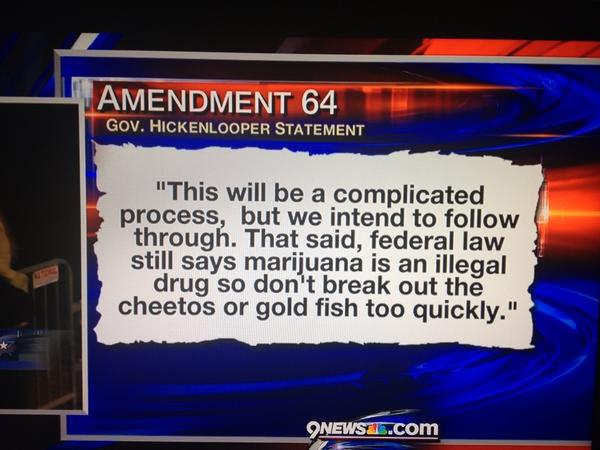 AMENDMENT 64
GOV. HICKENLOOPER STATEMENT
"This will be a complicated
process, but we intend to follow
through. That said, federal law
still says marijuana is an illegal
drug so don't break out the
cheetos or gold fish too quickly."
9NEWS.com